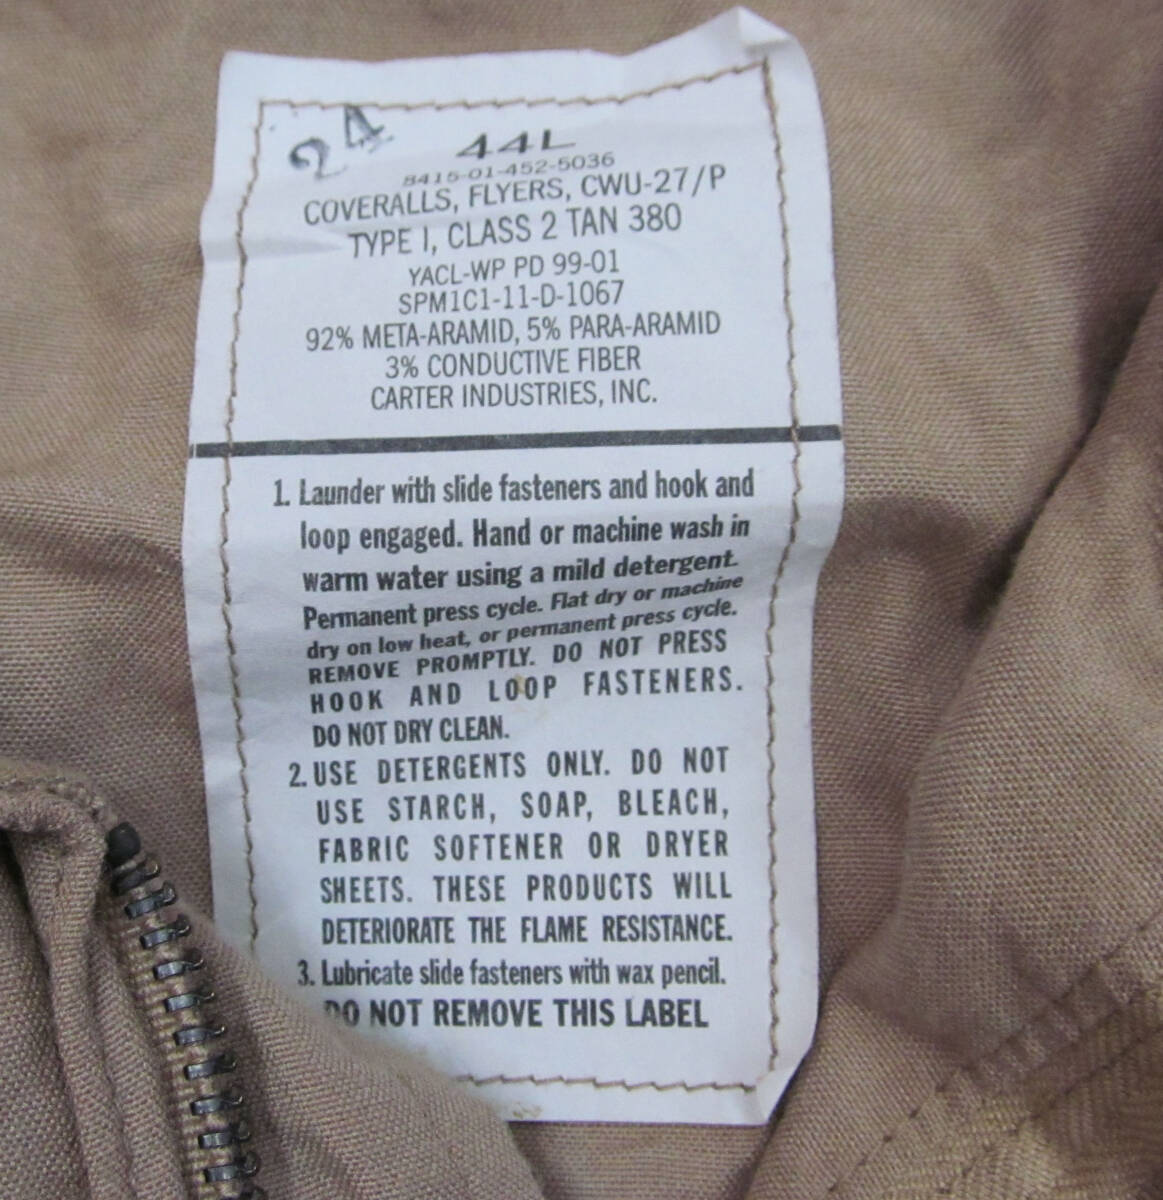 24
44L
8415-01-452-5036
COVERALLS, FLYERS, CWU-27/P
TYPE I, CLASS 2 TAN 380
YACL-WP PD 99-01
SPM1C1-11-D-1067
92% META-ARAMID, 5% PARA-ARAMID
3% CONDUCTIVE FIBER
CARTER INDUSTRIES, INC.
1. Launder with slide fasteners and hook and
loop engaged. Hand or machine wash in
warm water using a mild detergent.
Permanent press cycle. Flat dry or machine
dry on low heat, or permanent press cycle.
REMOVE PROMPTLY. DO NOT PRESS
HOOK AND LOOP FASTENERS.
DO NOT DRY CLEAN.
2. USE DETERGENTS ONLY. DO NOT
USE STARCH, SOAP, BLEACH,
FABRIC SOFTENER OR DRYER
SHEETS. THESE PRODUCTS WILL
DETERIORATE THE FLAME RESISTANCE.
3. Lubricate slide fasteners with wax pencil.
DO NOT REMOVE THIS LABEL